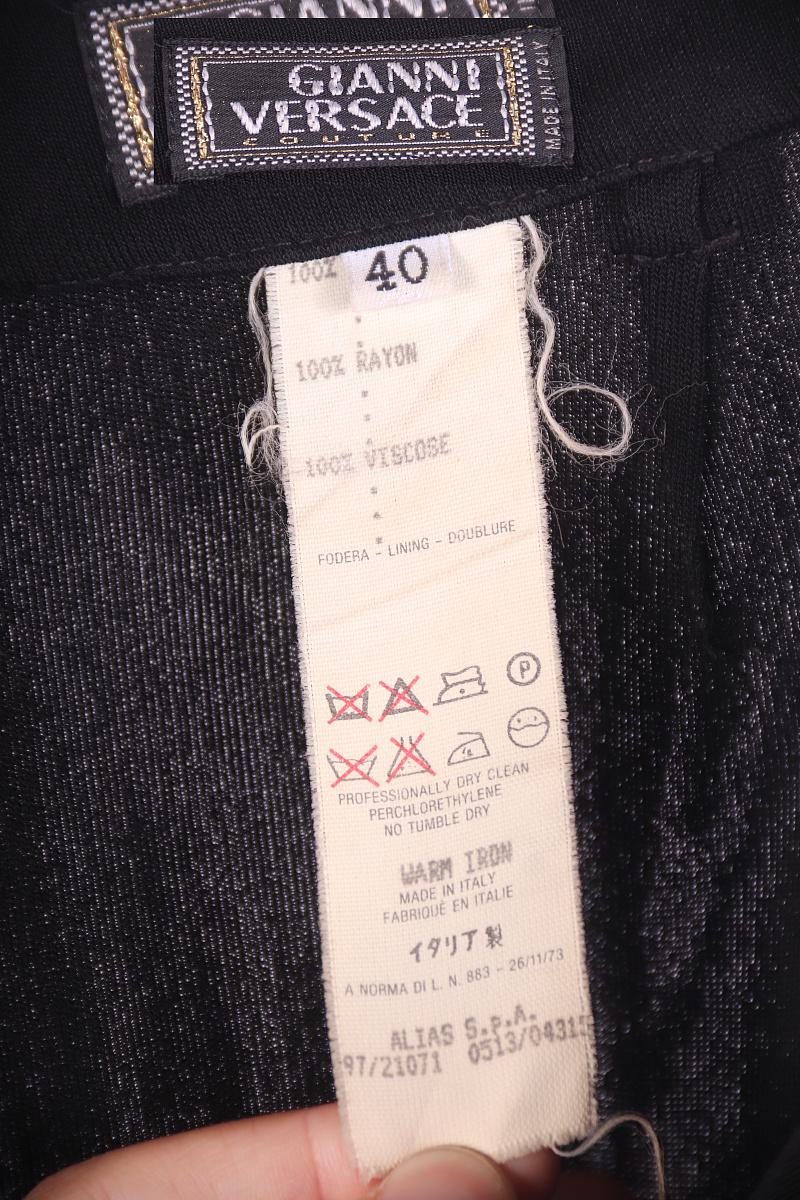 GIANNI
GIANNI
VERSACE
COUTURE
MADE IN ITALY
40
100%
100% RAYON
100% VISCOSE
FODERA - LINING - DOUBLURE
P
PROFESSIONALLY DRY CLEAN
PERCHLORETHYLENE
NO TUMBLE DRY
WARM IRON
MADE IN ITALY
FABRIQUÈ EN ITALIE
イタリア製
A NORMA DI L. N. 883 - 26/11/73
ALIAS S.P.A.
97/21071 0513/04315